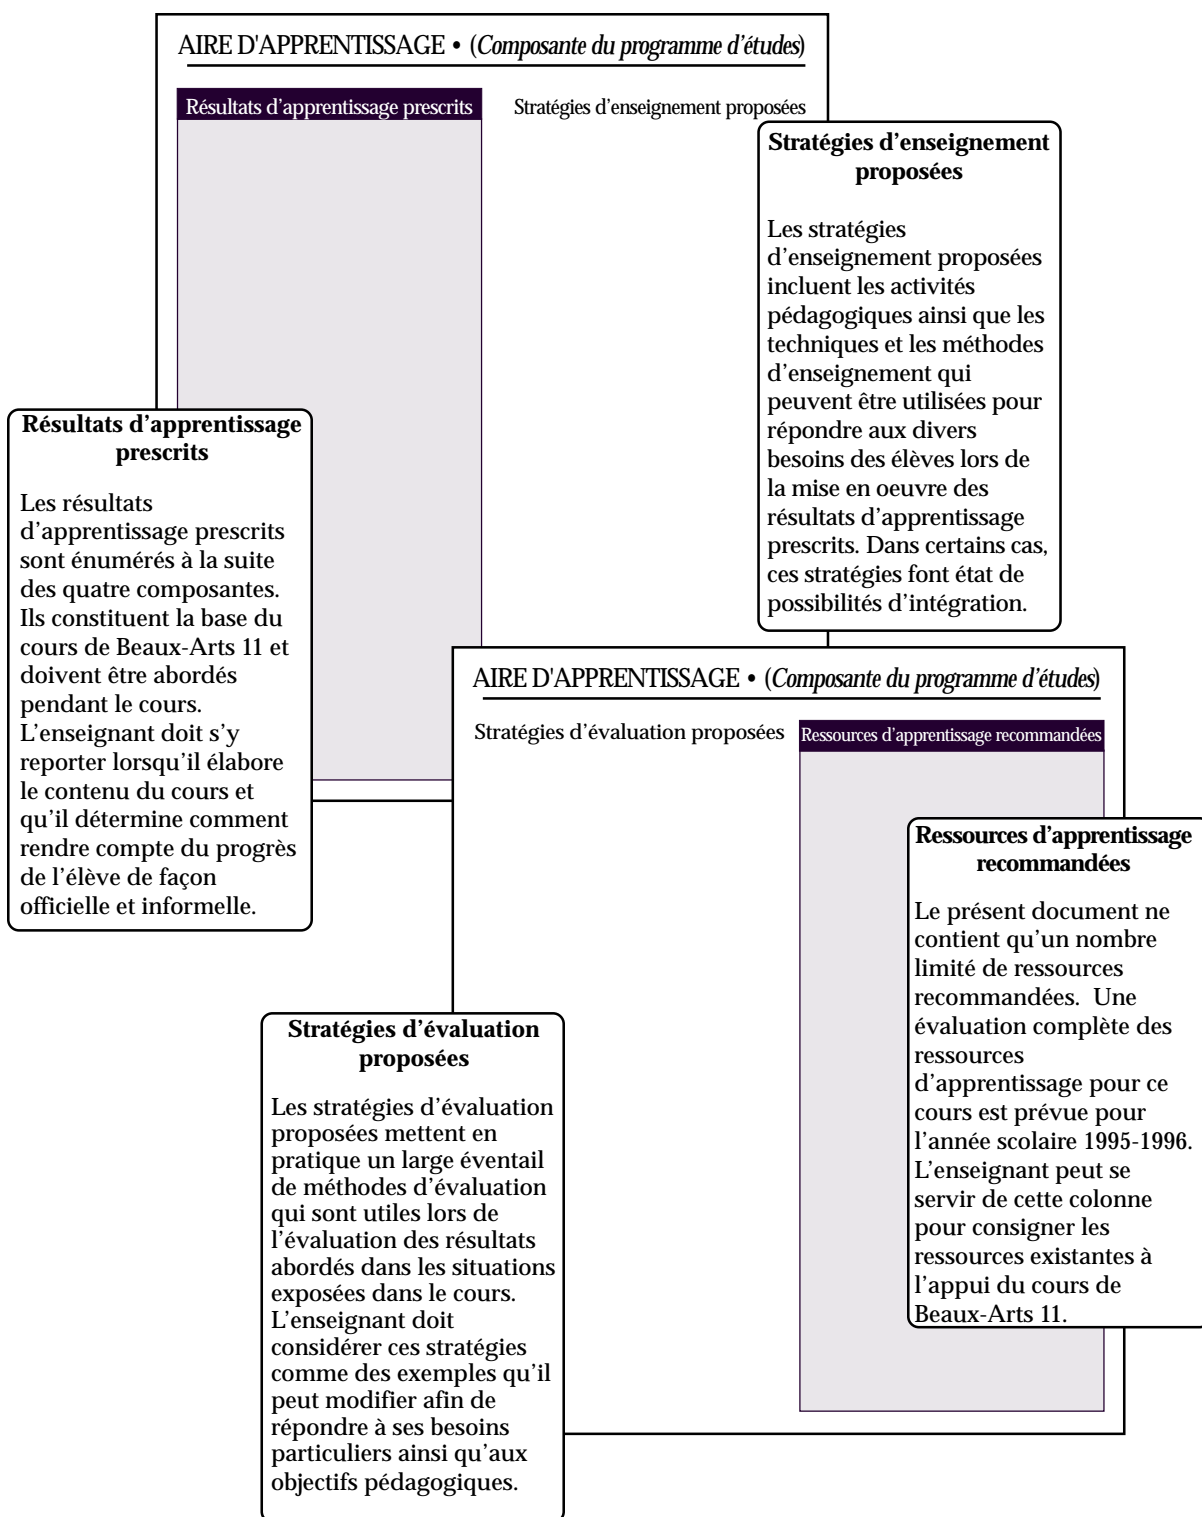 AIRE D'APPRENTISSAGE • (Composante du programme d'études)
Résultats d'apprentissage prescrits
Stratégies d'enseignement proposées
Stratégies d'enseignement
proposées
Les stratégies
d'enseignement proposées
incluent les activités
pédagogiques ainsi que les
techniques et les méthodes
d'enseignement qui
peuvent être utilisées pour
répondre aux divers
besoins des élèves lors de
la mise en oeuvre des
résultats d'apprentissage
prescrits. Dans certains cas,
ces stratégies font état de
possibilités d'intégration.
Résultats d'apprentissage
prescrits
Les résultats
d'apprentissage prescrits
sont énumérés à la suite
des quatre composantes.
Ils constituent la base du
cours de Beaux-Arts 11 et
doivent être abordés
pendant le cours.
L'enseignant doit s'y
reporter lorsqu'il élabore
le contenu du cours et
qu'il détermine comment
rendre compte du progrès
de l'élève de façon
officielle et informelle.
AIRE D'APPRENTISSAGE • (Composante du programme d'études)
Stratégies d'évaluation proposées
Ressources d'apprentissage recommandées
Ressources d'apprentissage
recommandées
Le présent document ne
contient qu'un nombre
limité de ressources
recommandées.  Une
évaluation complète des
ressources
d'apprentissage pour ce
cours est prévue pour
l'année scolaire 1995-1996.
L'enseignant peut se
servir de cette colonne
pour consigner les
ressources existantes à
l'appui du cours de
Beaux-Arts 11.
Stratégies d'évaluation
proposées
Les stratégies d'évaluation
proposées mettent en
pratique un large éventail
de méthodes d'évaluation
qui sont utiles lors de
l'évaluation des résultats
abordés dans les situations
exposées dans le cours.
L'enseignant doit
considérer ces stratégies
comme des exemples qu'il
peut modifier afin de
répondre à ses besoins
particuliers ainsi qu'aux
objectifs pédagogiques.